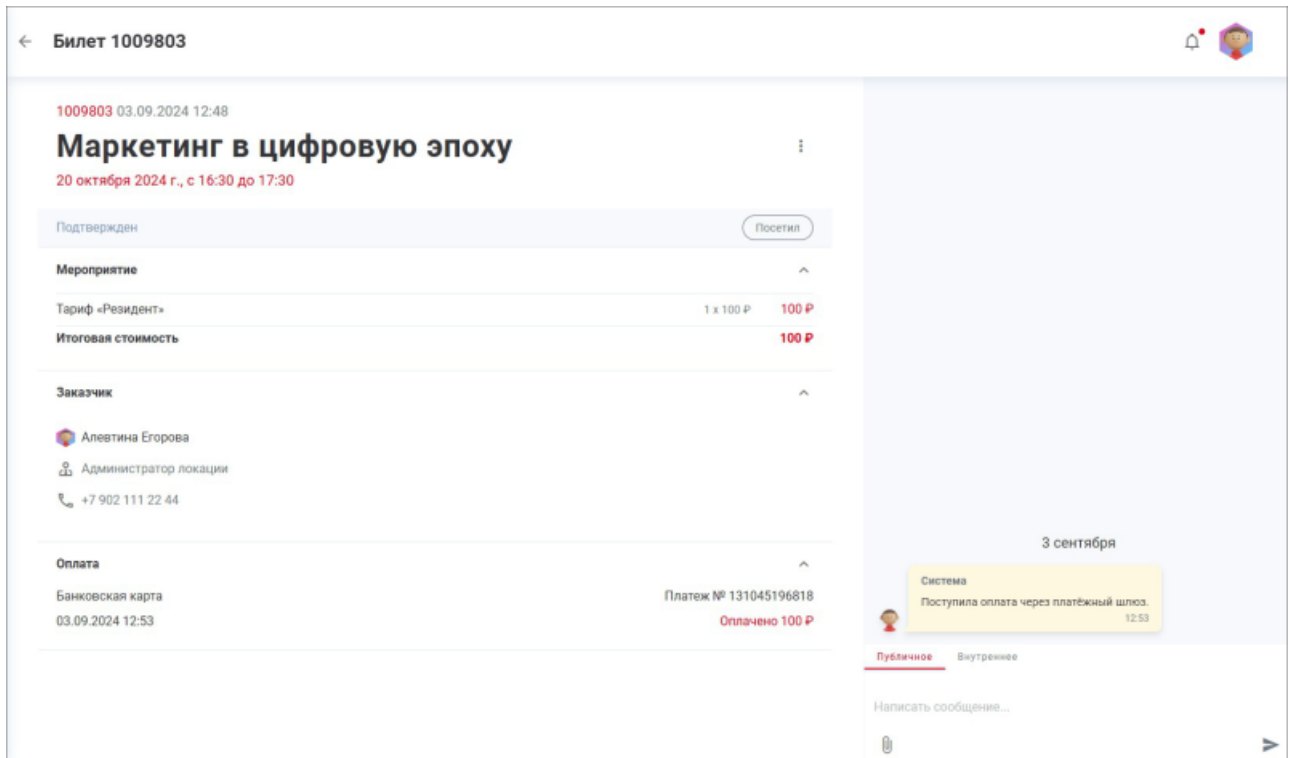 Билет 1009803
1009803 03.09.2024 12:48
Маркетинг в цифровую эпоху
20 октября 2024 г., с 16:30 до 17:30
Подтвержден
Посетил
Мероприятие
Тариф «Резидент» 1 x 100 ₽ 100 ₽
Итоговая стоимость 100 ₽
Заказчик
Алевтина Егорова
Администратор локации
+7 902 111 22 44
Оплата
Банковская карта Платеж № 131045196818
03.09.2024 12:53 Оплачено 100 ₽
3 сентября
Система
Поступила оплата через платёжный шлюз.
12:53
Публичное Внутреннее
Написать сообщение...